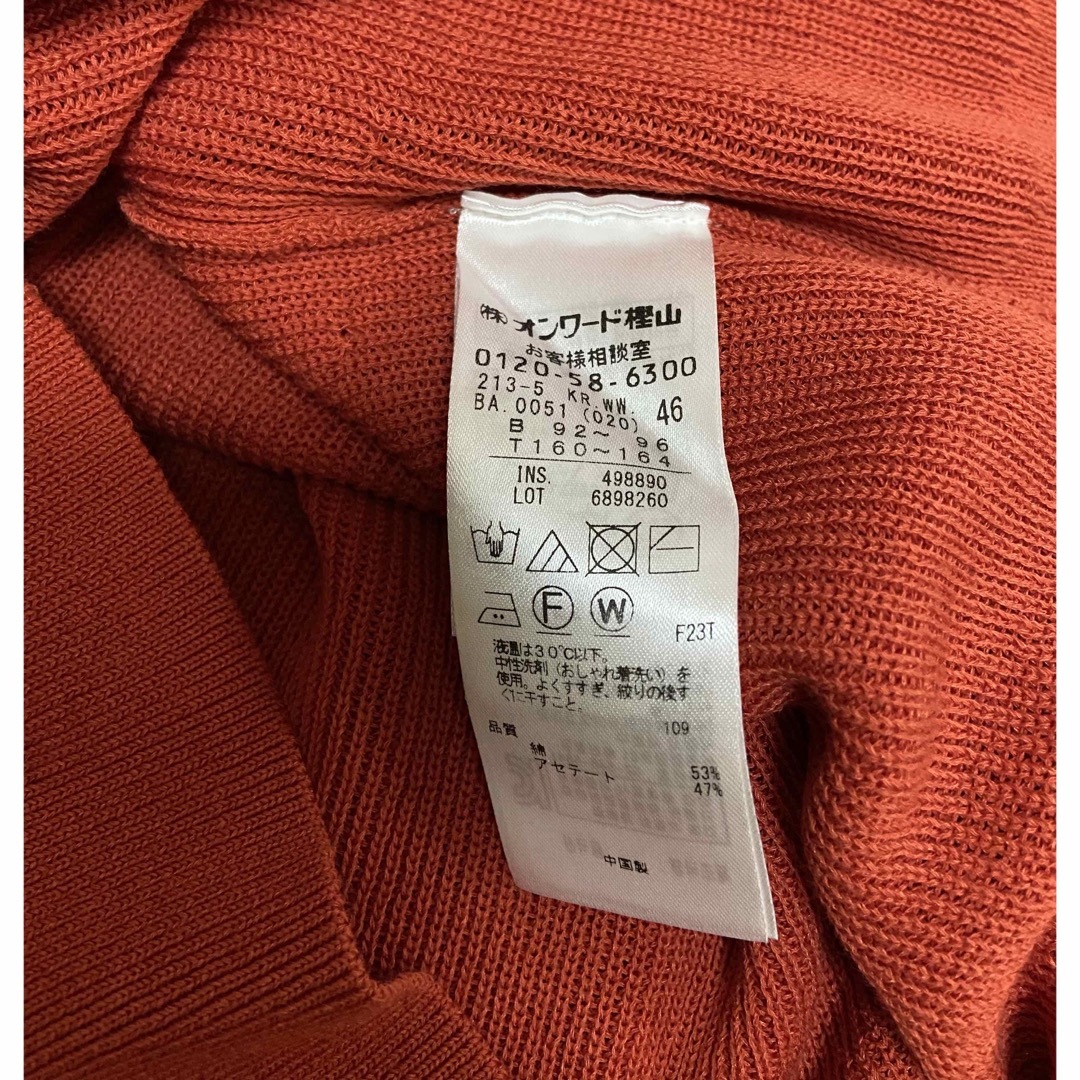 ㈱オンワード樫山
お客様相談室
0120-58-6300
213-5 KR.WW.
BA.0051 (020) 46
B 92～ 96
T160～164
INS. 498890
LOT 6898260
F W
F23T
液温は30℃以下。
中性洗剤（おしゃれ着洗い）を
使用。よくすすぎ、絞りの後す
ぐに干すこと。
品質 109
綿 53%
アセテート 47%
中国製